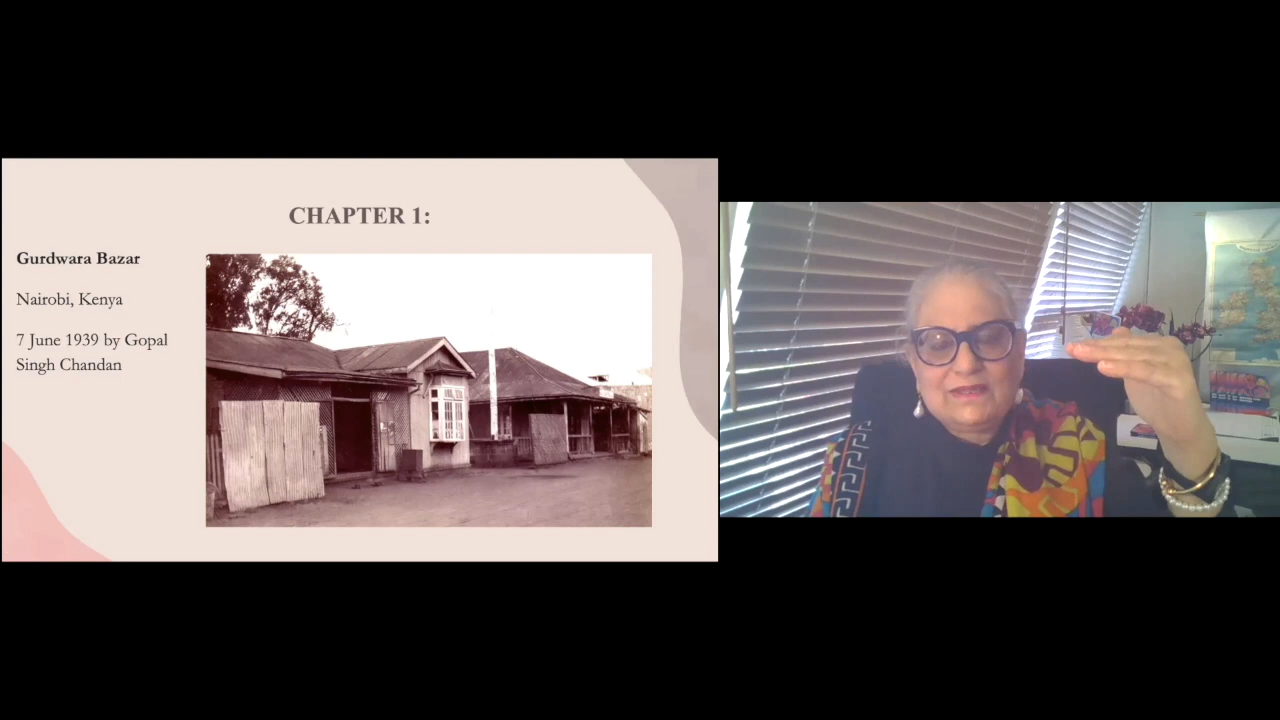 CHAPTER 1:
Gurdwara Bazar
Nairobi, Kenya
7 June 1939 by Gopal
Singh Chandan